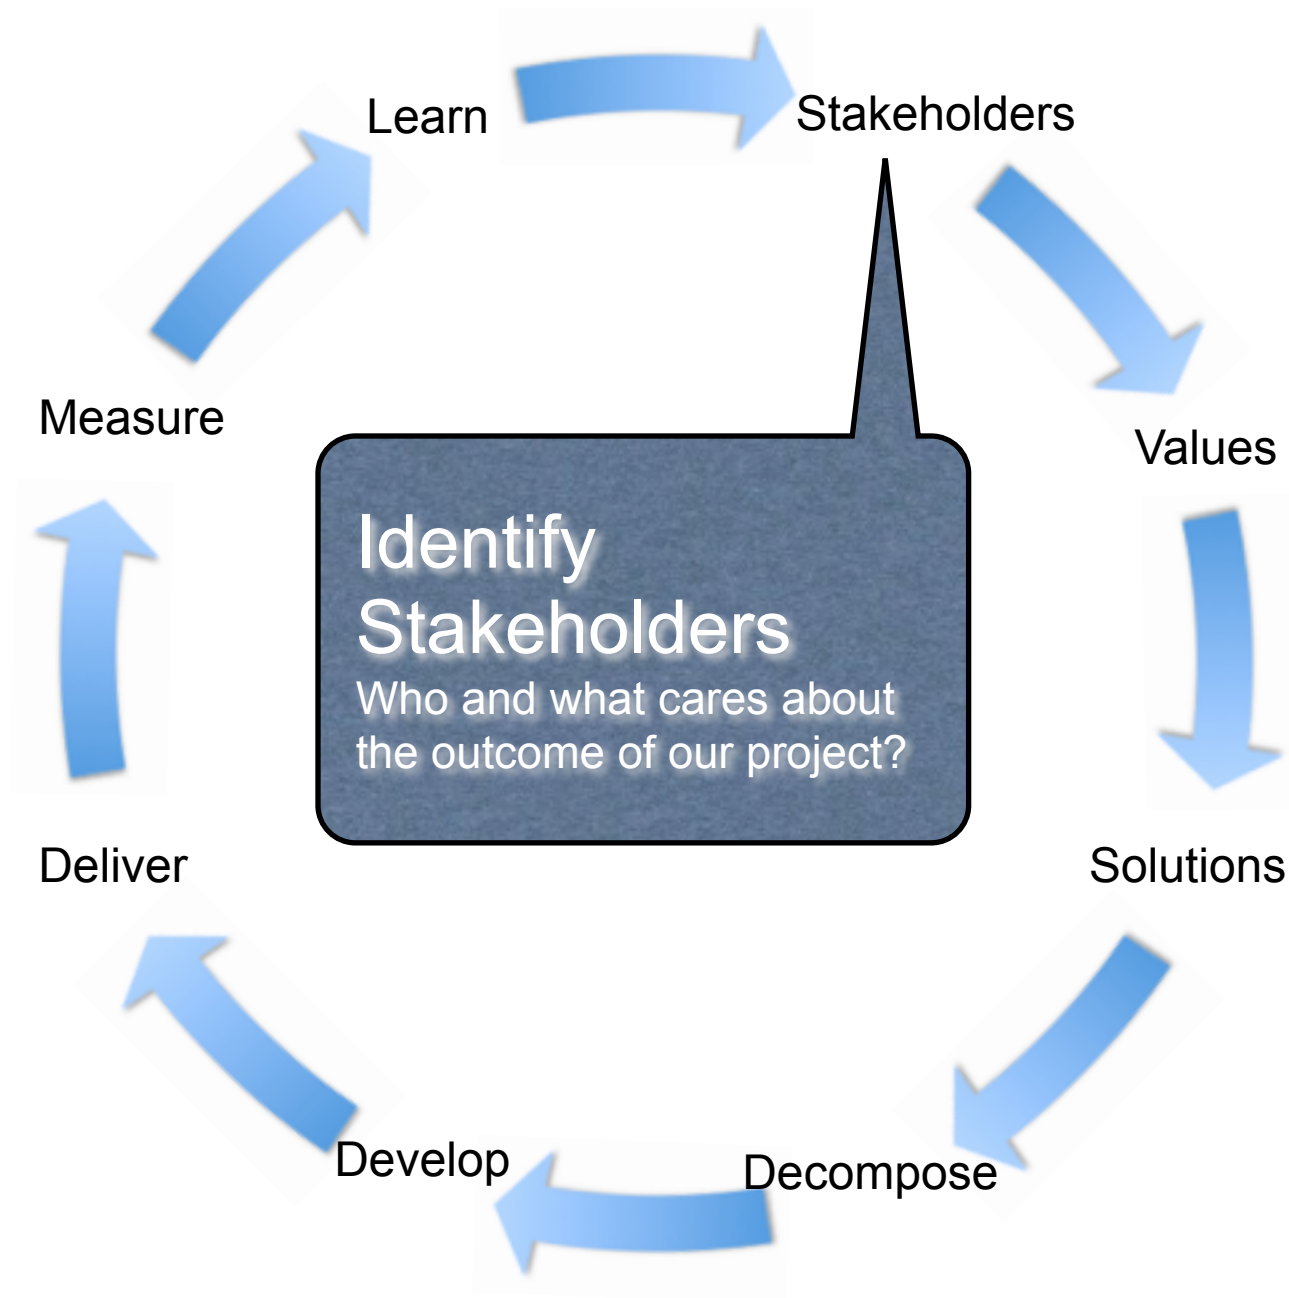 Learn
Stakeholders
Measure
Values
Identify
Stakeholders
Who and what cares about
the outcome of our project?
Deliver
Solutions
Develop
Decompose